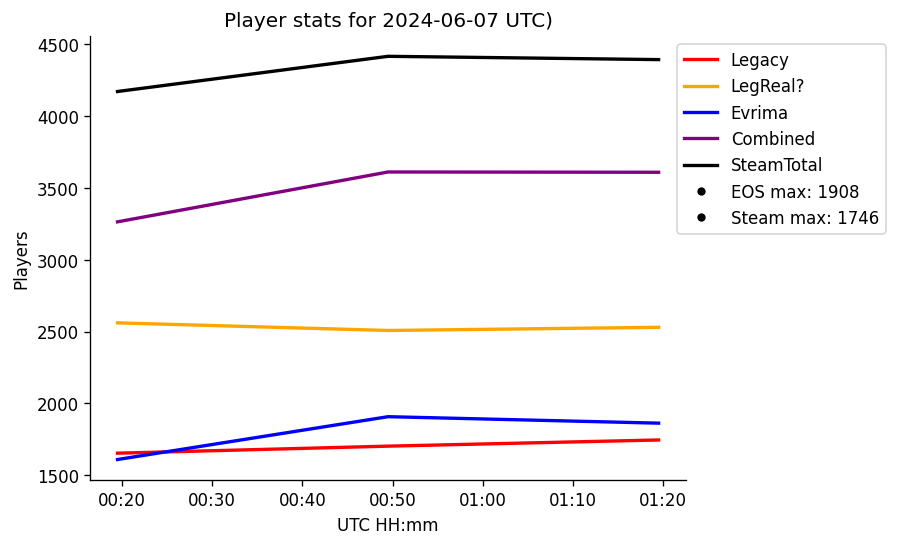 Player stats for 2024-06-07 UTC)
4500
4000
3500
3000
2500
2000
1500
Players
00:20 00:30 00:40 00:50 01:00 01:10 01:20
UTC HH:mm
Legacy
LegReal?
Evrima
Combined
SteamTotal
EOS max: 1908
Steam max: 1746